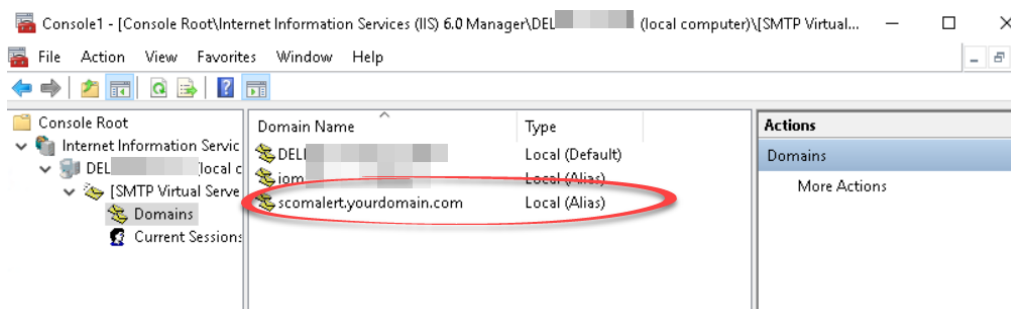 Console1 - [Console Root\Internet Information Services (IIS) 6.0 Manager\DEL (local computer)\[SMTP Virtual...
File Action View Favorites Window Help
Console Root
Internet Information Servic
DEL local c
[SMTP Virtual Serve
Domains
Current Sessions
Domain Name Type
DELI Local (Default)
iom Local (Alias)
scomalert.yourdomain.com Local (Alias)
Actions
Domains
More Actions